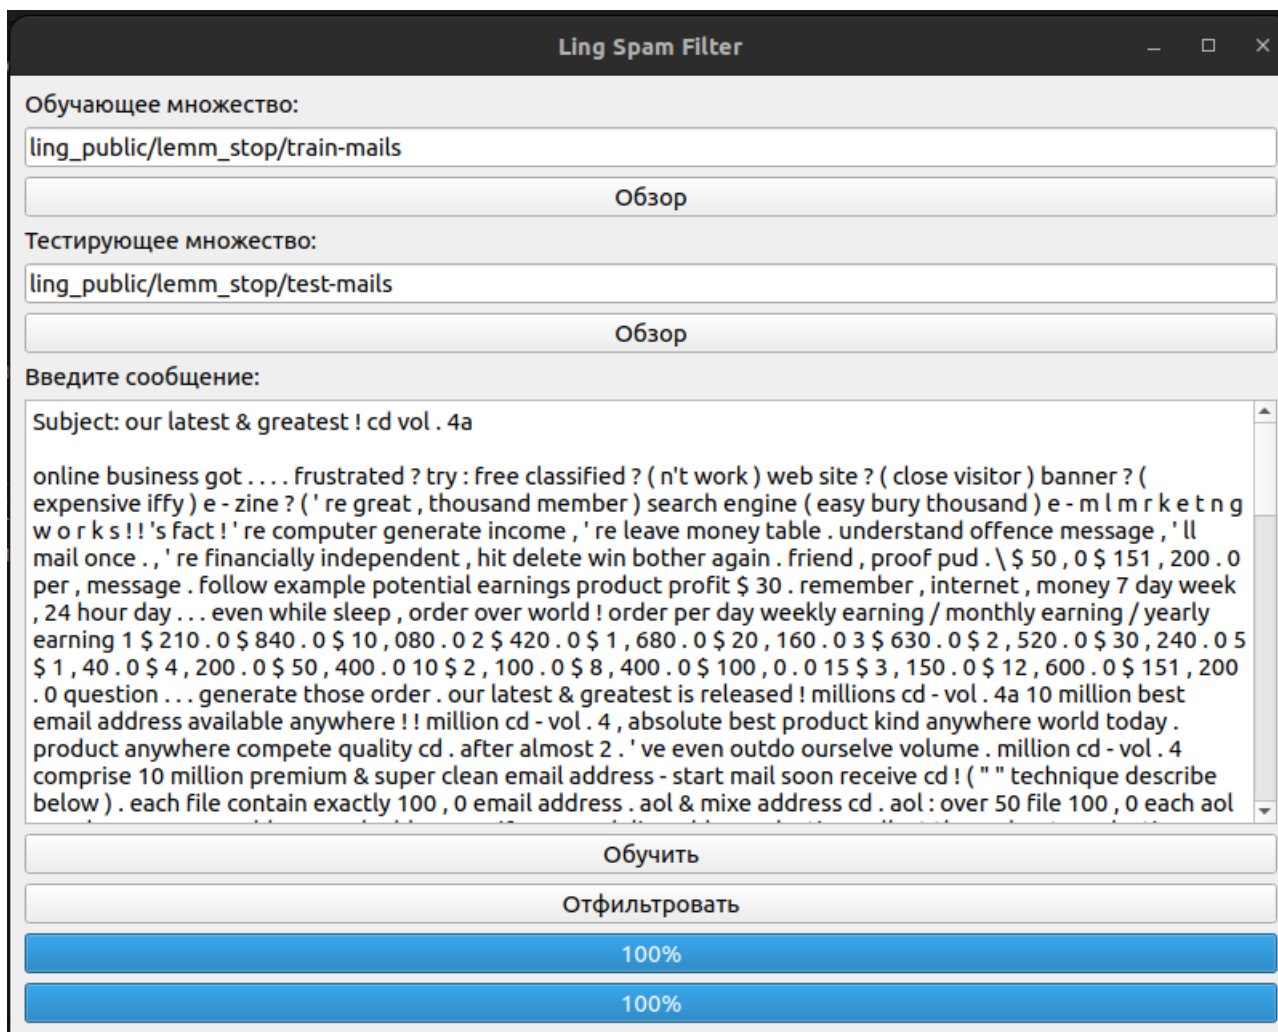 Ling Spam Filter
Обучающее множество:
ling_public/lemm_stop/train-mails
Обзор
Тестирующее множество:
ling_public/lemm_stop/test-mails
Обзор
Введите сообщение:
Subject: our latest & greatest ! cd vol . 4a
online business got . . . . frustrated ? try : free classified ? ( n't work ) web site ? ( close visitor ) banner ? (
expensive iffy ) e - zine ? ( ' re great , thousand member ) search engine ( easy bury thousand ) e - m l m r k e t n g
w o r k s ! ! 's fact ! ' re computer generate income , ' re leave money table . understand offence message , ' ll
mail once . , ' re financially independent , hit delete win bother again . friend , proof pud . \ $ 50 , 0 $ 151 , 200 . 0
per , message . follow example potential earnings product profit $ 30 . remember , internet , money 7 day week
, 24 hour day . . . even while sleep , order over world ! order per day weekly earning / monthly earning / yearly
earning 1 $ 210 . 0 $ 840 . 0 $ 10 , 080 . 0 2 $ 420 . 0 $ 1 , 680 . 0 $ 20 , 160 . 0 3 $ 630 . 0 $ 2 , 520 . 0 $ 30 , 240 . 0 5
$ 1 , 40 . 0 $ 4 , 200 . 0 $ 50 , 400 . 0 10 $ 2 , 100 . 0 $ 8 , 400 . 0 $ 100 , 0 . 0 15 $ 3 , 150 . 0 $ 12 , 600 . 0 $ 151 , 200
. 0 question . . . generate those order . our latest & greatest is released ! millions cd - vol . 4a 10 million best
email address available anywhere ! ! million cd - vol . 4 , absolute best product kind anywhere world today .
product anywhere compete quality cd . after almost 2 . ' ve even outdo ourselve volume . million cd - vol . 4
comprise 10 million premium & super clean email address - start mail soon receive cd ! ( " " technique describe
below ) . each file contain exactly 100 , 0 email address . aol & mixe address cd . aol : over 50 file 100 , 0 each aol
Обучить
Отфильтровать
100%
100%